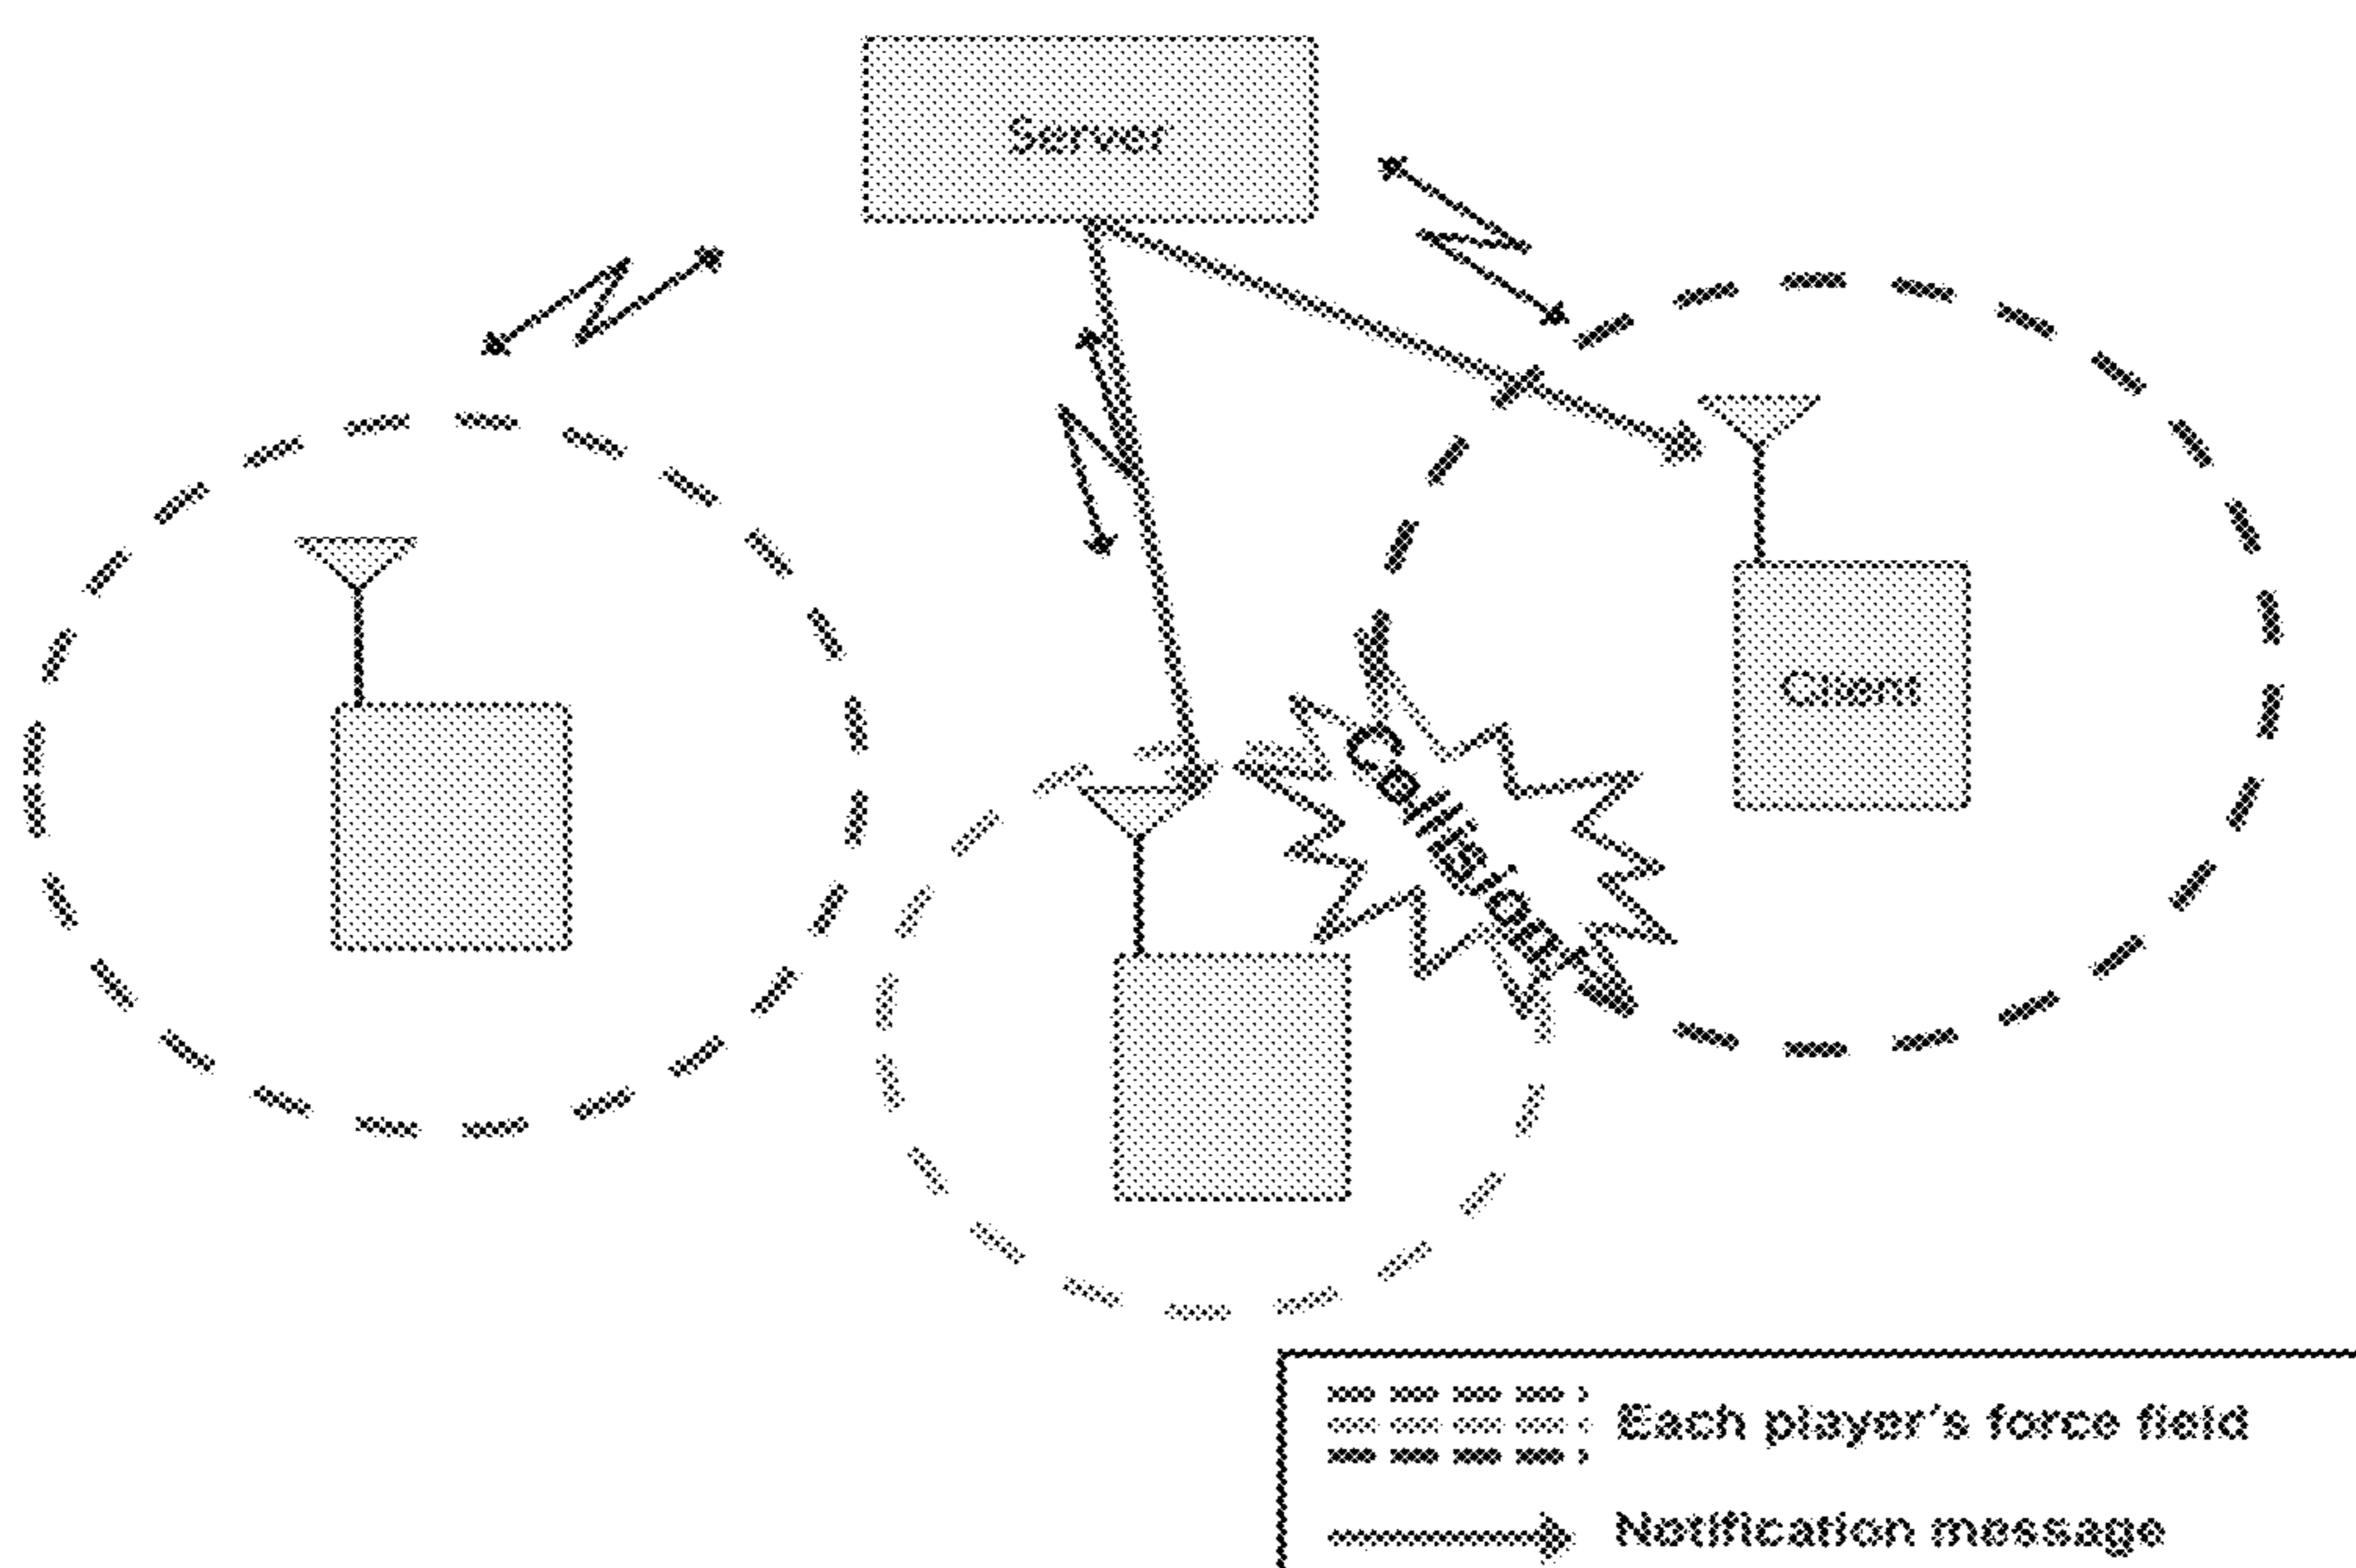 Server
Client
Collision!
Each player's force field
Notification message